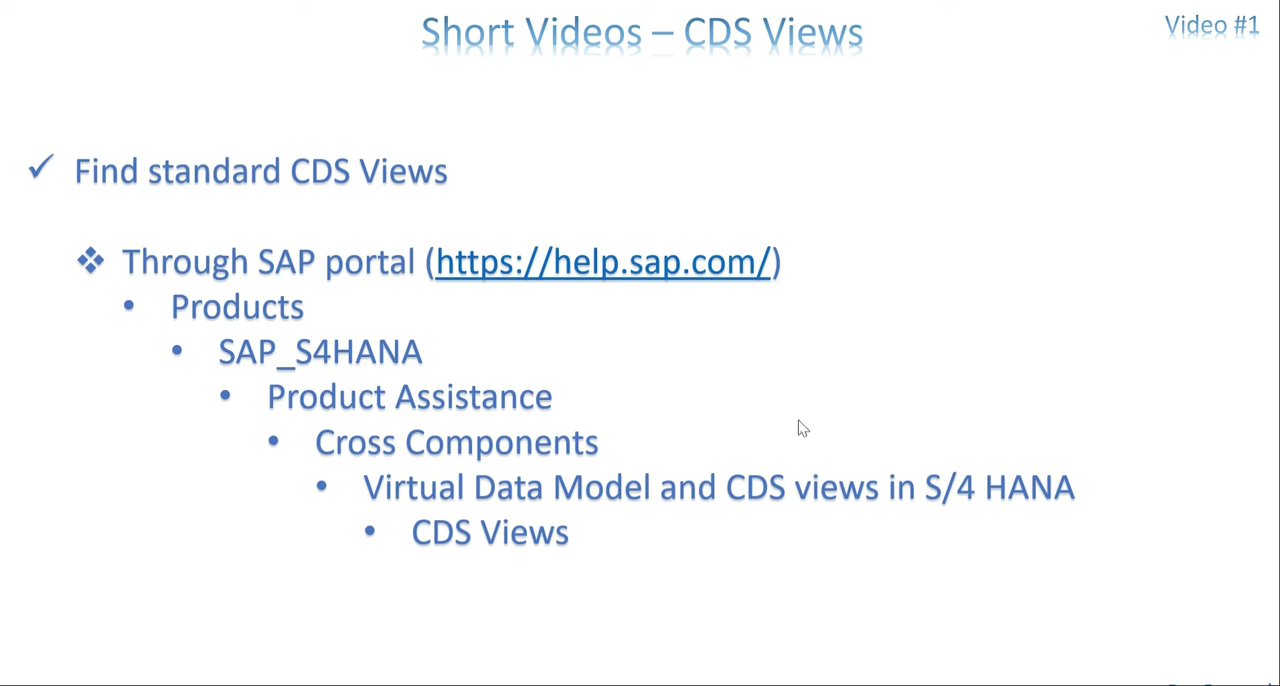 Short Videos – CDS Views
Video #1
✓ Find standard CDS Views
❖ Through SAP portal (https://help.sap.com/)
• Products
• SAP_S4HANA
• Product Assistance
• Cross Components
• Virtual Data Model and CDS views in S/4 HANA
• CDS Views